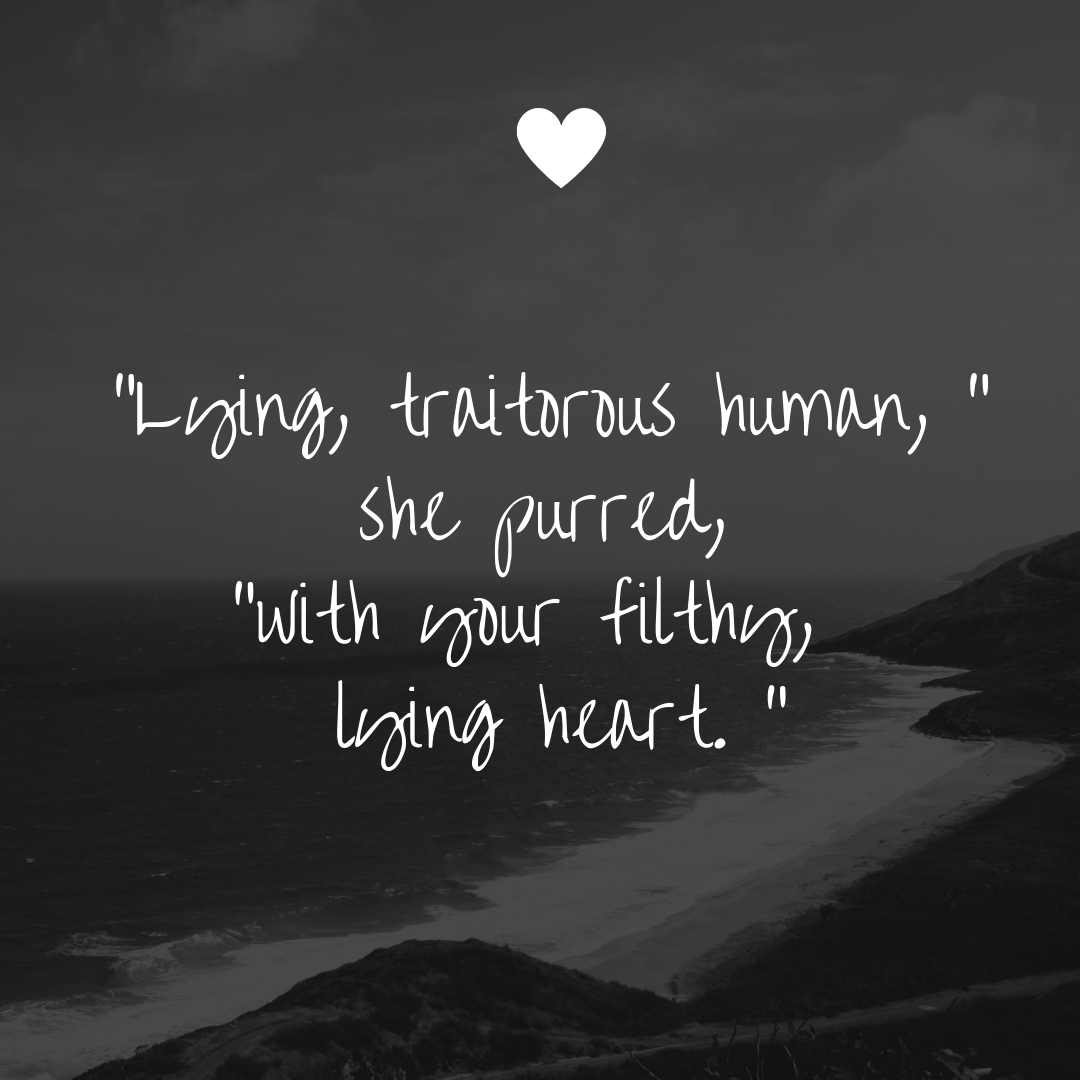 "Lying, traitorous human, "
she purred,
"with your filthy,
lying heart. "